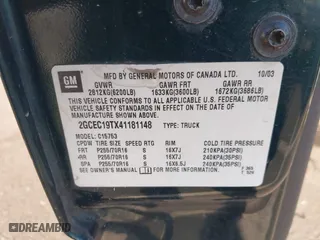 GM
MFD BY GENERAL MOTORS OF CANADA LTD. 10/03
GVWR GAWR FRT GAWR RR
2812KG(6200LB) 1633KG(3600LB) 1672KG(3686LB)
THIS VEHICLE CONFORMS TO ALL APPLICABLE U.S. FEDERAL MOTOR
VEHICLE SAFETY STANDARDS IN EFFECT ON THE DATE OF
MANUFACTURE SHOWN ABOVE.
2GCEC19TX41181148 TYPE: TRUCK
MODEL: C15753
TIRE SIZE SPEED RTG RIM COLD TIRE PRESSURE
FRT P255/70R16 S 16X7J 210KPA(30PSI)
RR P255/70R16 S 16X7J 240KPA(35PSI)
SPA P255/70R16 S 16X6.5J 240KPA(35PSI)
SEE OWNER'S MANUAL FOR MORE INFORMATION.
DCARS.INFO